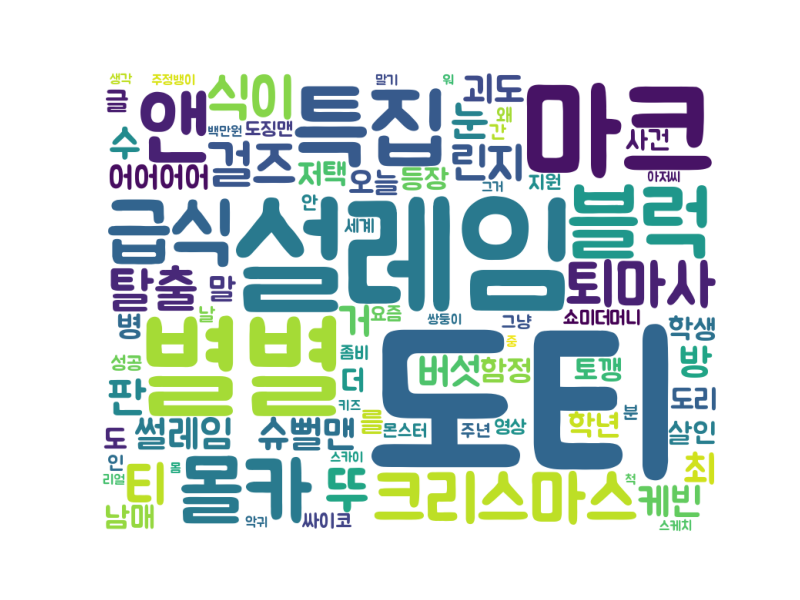 생각 주정뱅이 말기 워
글 앤 식이 특집 괴도 마크
수 백만원 도징맨 눈 왜 간 사건
어어어어 걸즈 저택 오늘 등장 린지 지원 아저씨
그거
급식 설레임 안 세계 블럭
탈출 말 퇴마사
병 날 별별 거 요즘 쌍둥이 그냥 쇼미더머니 학생
성공 좀비 도티 중 방
판 더 버섯 함정 토깽 도리
키즈
도 썰레임 슈뻘맨 를 몬스터 주년 영상 학년 분 살인
인 스카이
리얼 티 몸 몰카 뚜 크리스마스 척 케빈 최
남매 악귀 싸이코 스케치